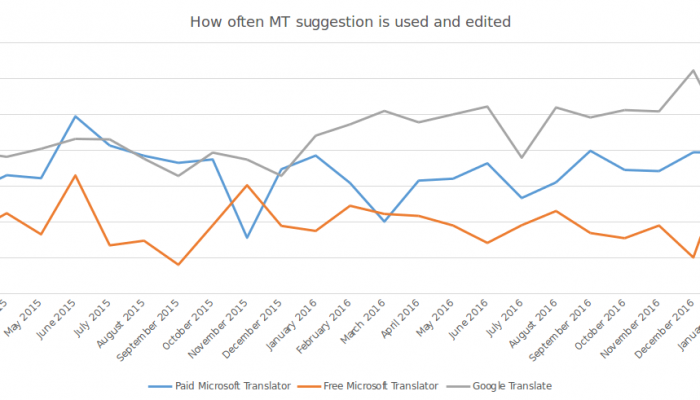 How often MT suggestion is used and edited
2015
May 2015
June 2015
July 2015
August 2015
September 2015
October 2015
November 2015
December 2015
January 2016
February 2016
March 2016
April 2016
May 2016
June 2016
July 2016
August 2016
September 2016
October 2016
November 2016
December 2016
Paid Microsoft Translator
Free Microsoft Translator
Google Translate